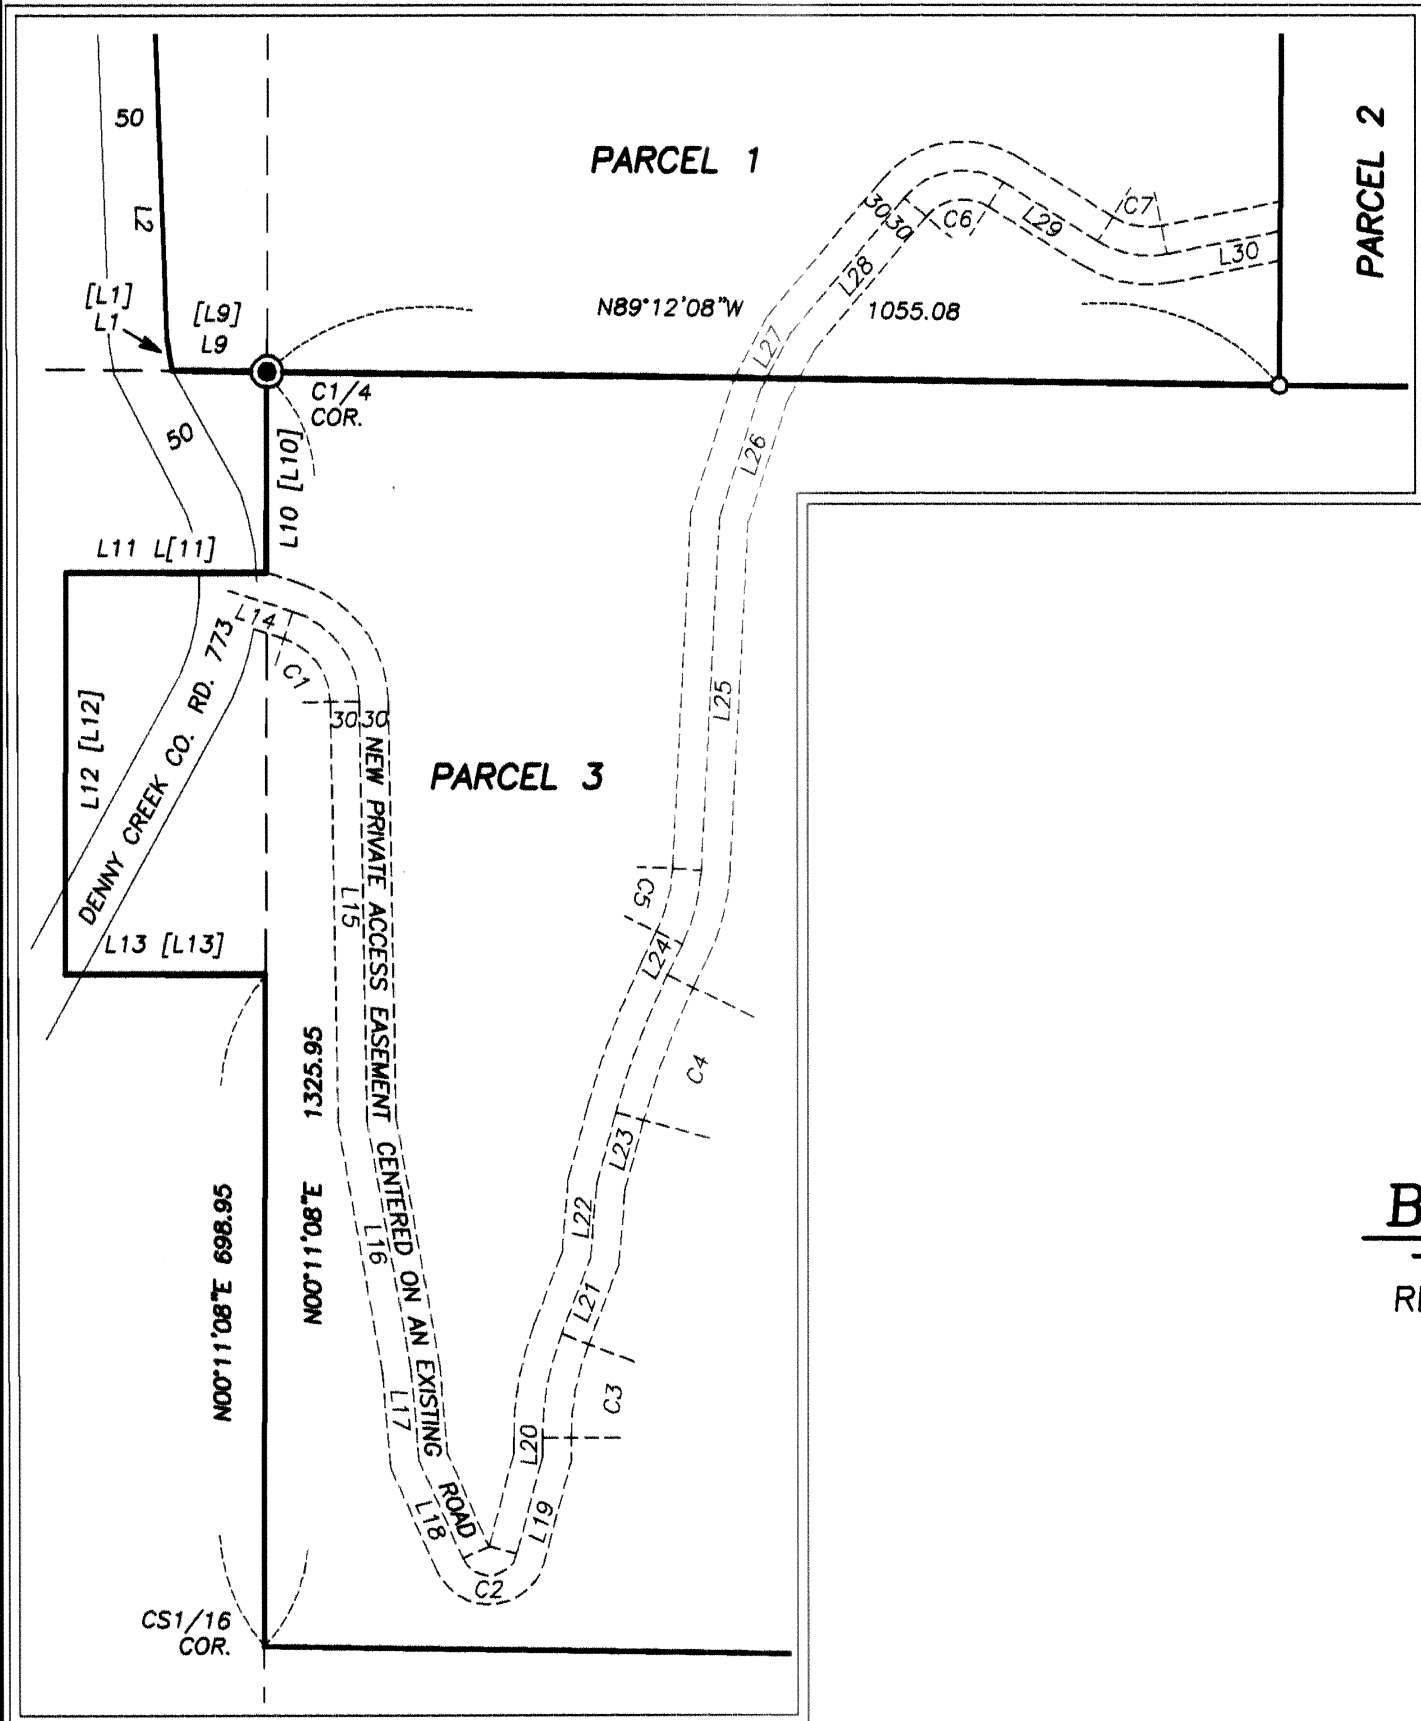 50
L2
[L1]
L1
[L9]
L9
PARCEL 1
PARCEL 2
30 30
C6
L29
C7
L30
L28
L27
N89°12'08"W 1055.08
C1/4
COR.
50
L10 [L10]
L26
L11 L[11]
L14
C1
30 30
L12 [L12]
DENNY CREEK CO. RD. 773
PARCEL 3
L25
NEW PRIVATE ACCESS EASEMENT CENTERED ON AN EXISTING ROAD
L15
C5
L24
L13 [L13]
C4
L23
N00°11'08"E 1325.95
N00°11'08"E 698.95
L16
L22
L21
C3
L17
L20
L18
L19
C2
CS1/16
COR.